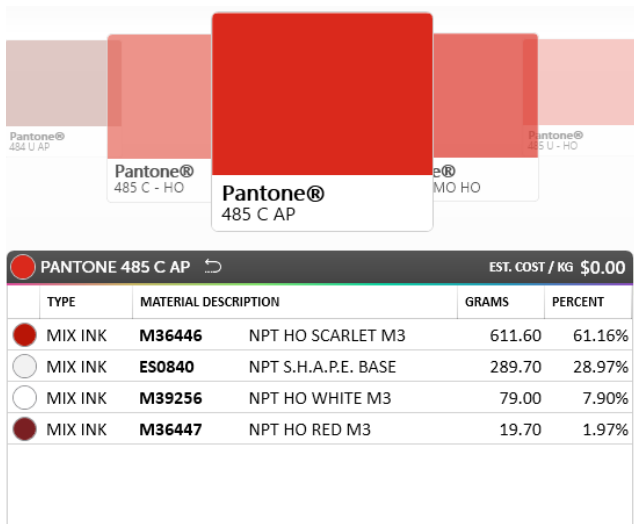 Pantone®
484 U AP
Pantone®
485 C - HO
Pantone®
485 C AP
e®
MO HO
Pantone®
485 U - HO
PANTONE 485 C AP EST. COST / KG $0.00
TYPE MATERIAL DESCRIPTION GRAMS PERCENT
MIX INK M36446 NPT HO SCARLET M3 611.60 61.16%
MIX INK ES0840 NPT S.H.A.P.E. BASE 289.70 28.97%
MIX INK M39256 NPT HO WHITE M3 79.00 7.90%
MIX INK M36447 NPT HO RED M3 19.70 1.97%